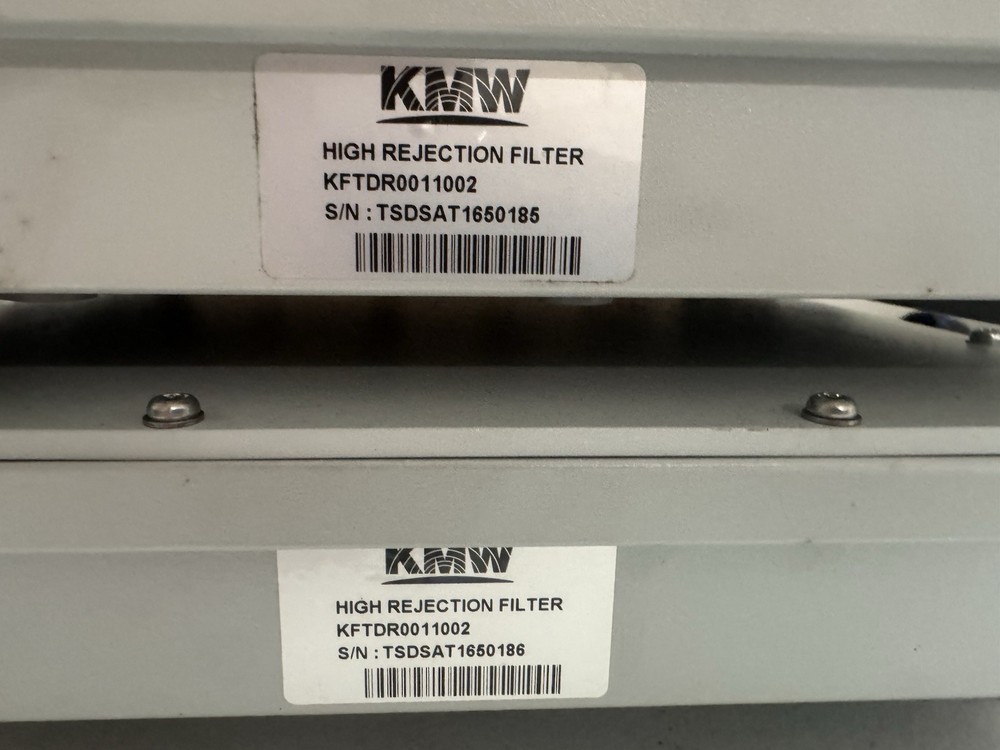 KMW
HIGH REJECTION FILTER
KFTDR0011002
S/N : TSDSAT1650185
KMW
HIGH REJECTION FILTER
KFTDR0011002
S/N : TSDSAT1650186